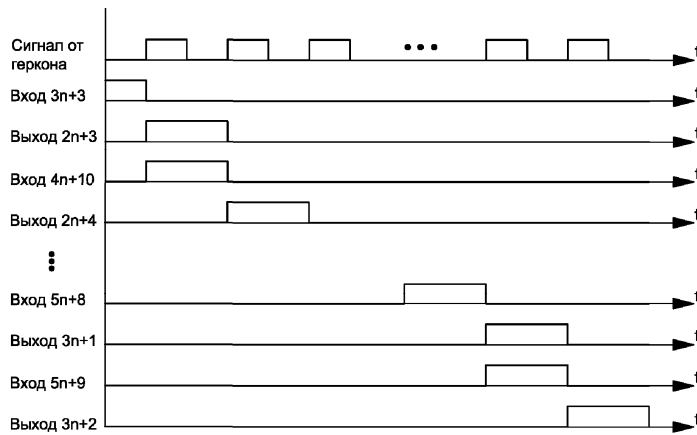 Сигнал от
геркона
t
Вход 3n+3
t
Выход 2n+3
t
Вход 4n+10
t
Выход 2n+4
t
Вход 5n+8
t
Выход 3n+1
t
Вход 5n+9
t
Выход 3n+2
t